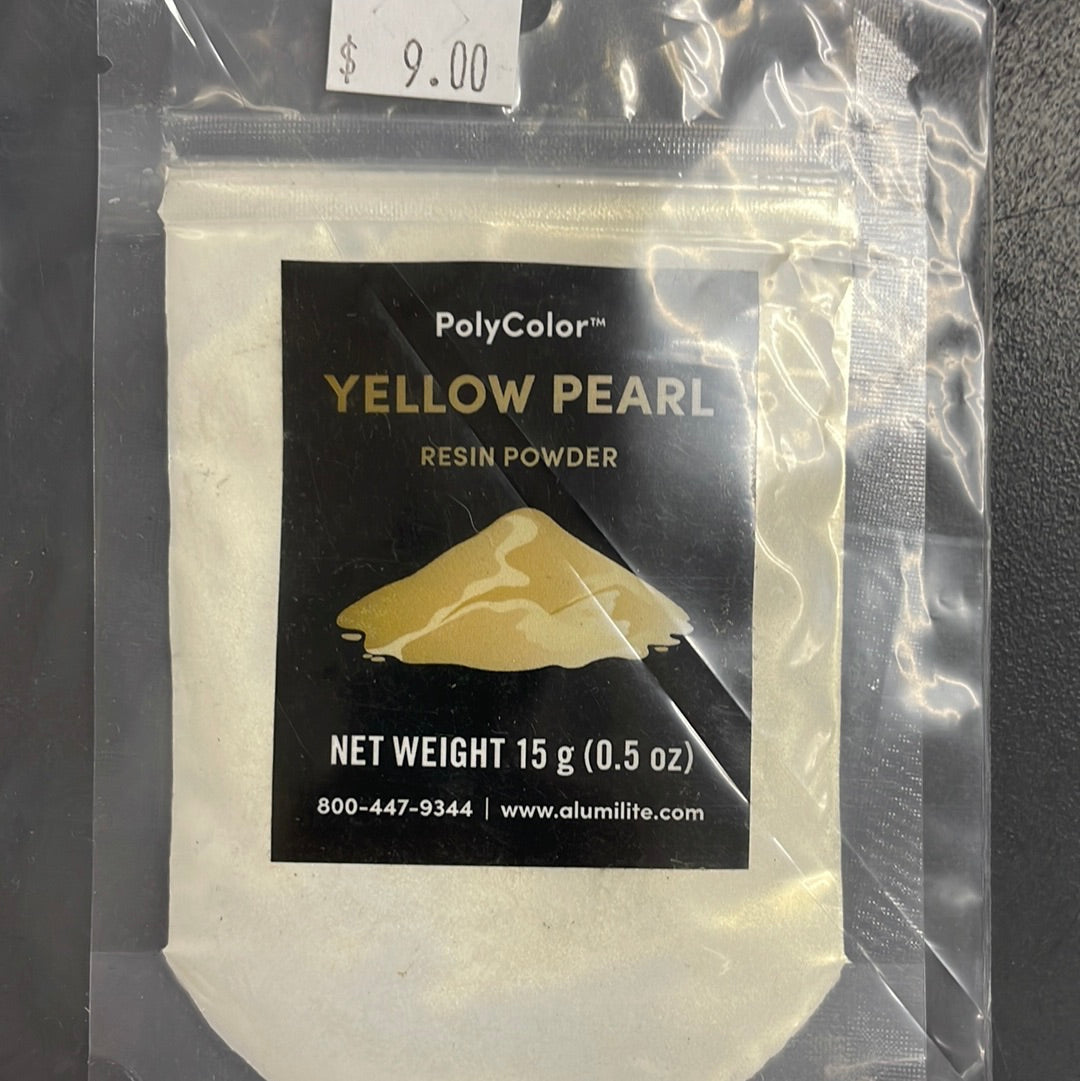 $ 9.00
PolyColor™
YELLOW PEARL
RESIN POWDER
NET WEIGHT 15 g (0.5 oz)
800-447-9344 | www.alumilite.com